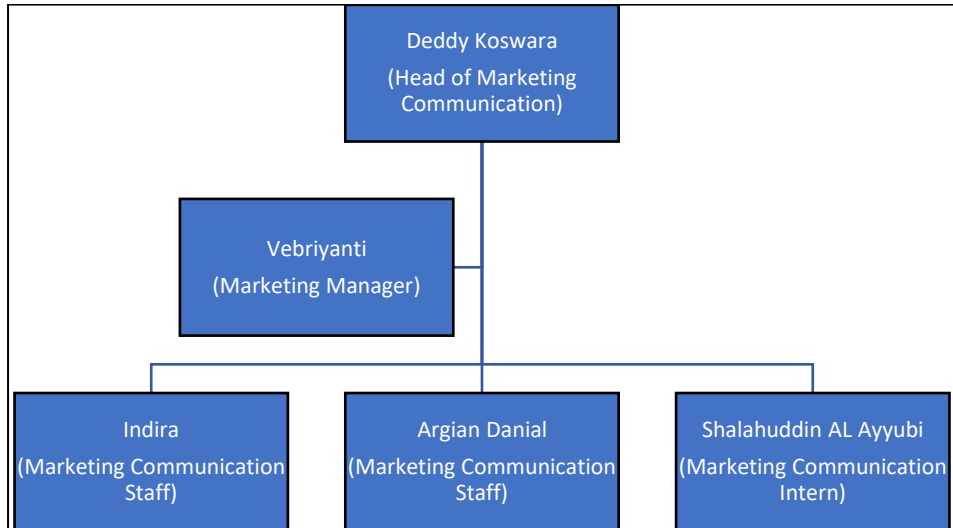 Deddy Koswara
(Head of Marketing
Communication)
Vebriyanti
(Marketing Manager)
Indira
(Marketing Communication
Staff)
Argian Danial
(Marketing Communication
Staff)
Shalahuddin AL Ayyubi
(Marketing Communication
Intern)